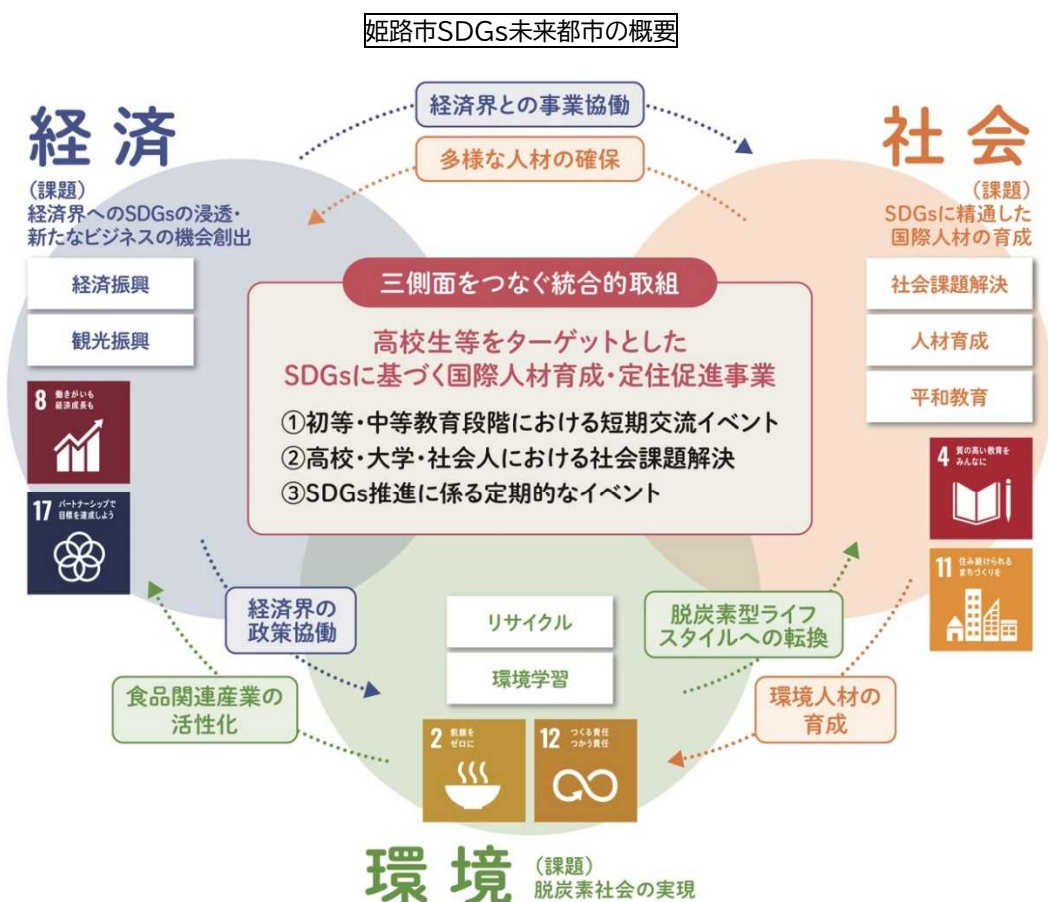 姫路市SDGs未来都市の概要
経済界との事業協働
多様な人材の確保
経済
(課題)
経済界へのSDGsの浸透・
新たなビジネスの機会創出
経済振興
観光振興
8 働きがいも
経済成長も
17 パートナーシップで
目標を達成しよう
社会
(課題)
SDGsに精通した
国際人材の育成
社会課題解決
人材育成
平和教育
4 質の高い教育を
みんなに
11 住み続けられる
まちづくりを
三側面をつなぐ統合的取組
高校生等をターゲットとした
SDGsに基づく国際人材育成・定住促進事業
①初等・中等教育段階における短期交流イベント
②高校・大学・社会人における社会課題解決
③SDGs推進に係る定期的なイベント
経済界の
政策協働
食品関連産業の
活性化
リサイクル
環境学習
脱炭素型ライフ
スタイルへの転換
環境人材の
育成
2 飢餓を
ゼロに
12 つくる責任
つかう責任
環境
(課題)
脱炭素社会の実現